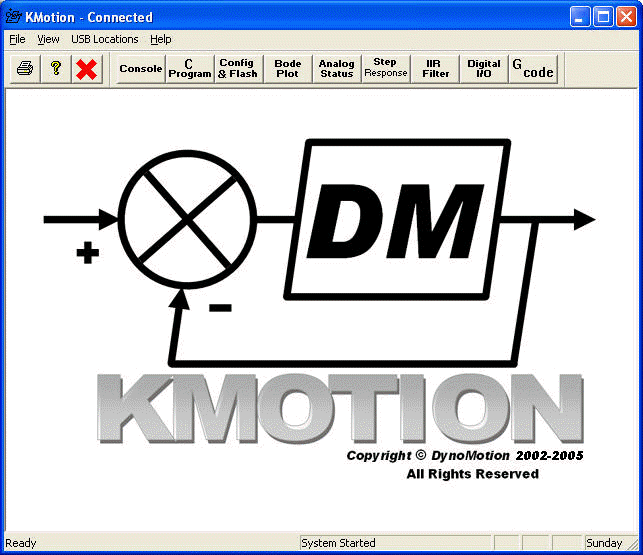 KMotion - Connected
File View USB Locations Help
Console C Program Config & Flash Bode Plot Analog Status Step Response IIR Filter Digital I/O G code
+
DM
−
KMOTION
Copyright © DynoMotion 2002-2005
All Rights Reserved
Ready System Started Sunday